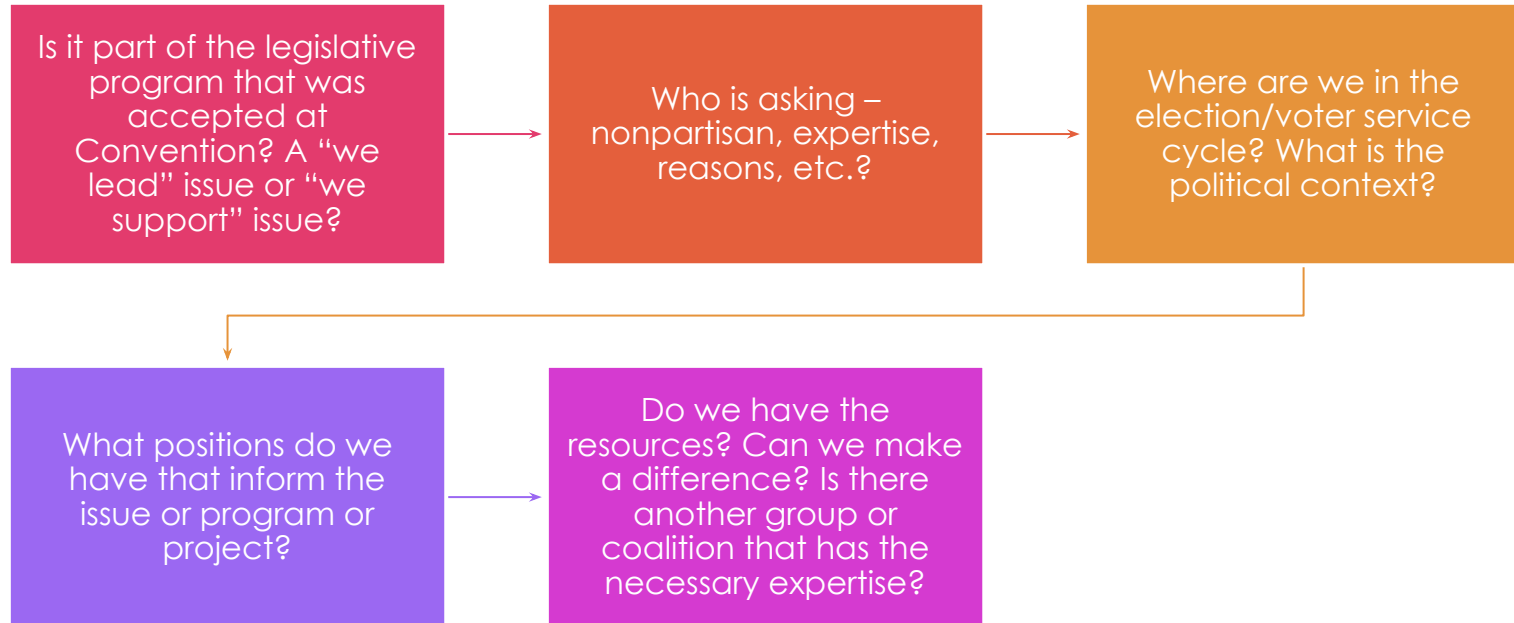 Is it part of the legislative
program that was
accepted at
Convention? A “we
lead” issue or “we
support” issue?
Who is asking –
nonpartisan, expertise,
reasons, etc.?
Where are we in the
election/voter service
cycle? What is the
political context?
What positions do we
have that inform the
issue or program or
project?
Do we have the
resources? Can we make
a difference? Is there
another group or
coalition that has the
necessary expertise?